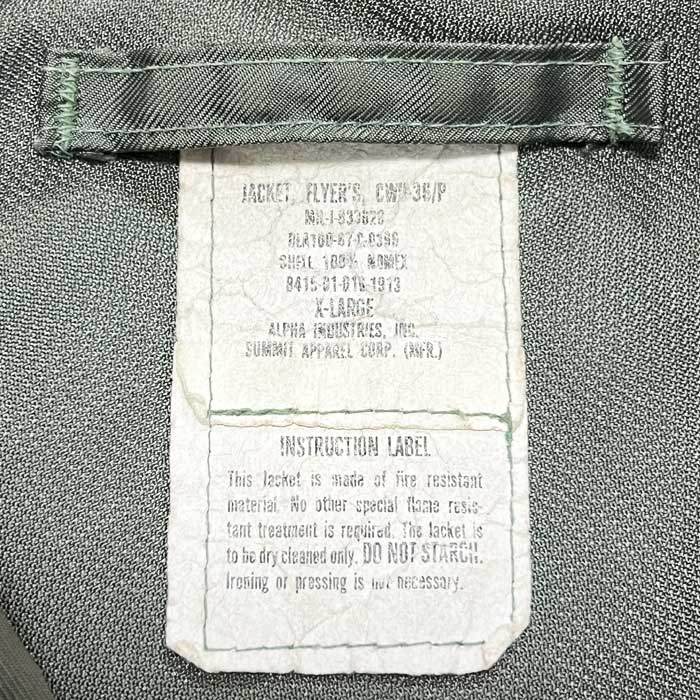 JACKET, FLYER'S, CWU-36/P
MIL-J-83382B
DLA100-87-C-0366
SHELL 100% NOMEX
8415-01-010-1913
X-LARGE
ALPHA INDUSTRIES, INC.
SUMMIT APPAREL CORP. (MFR.)
INSTRUCTION LABEL
This jacket is made of fire resistant
material. No other special flame resis-
tant treatment is required. The jacket is
to be dry cleaned only. DO NOT STARCH.
Ironing or pressing is not necessary.